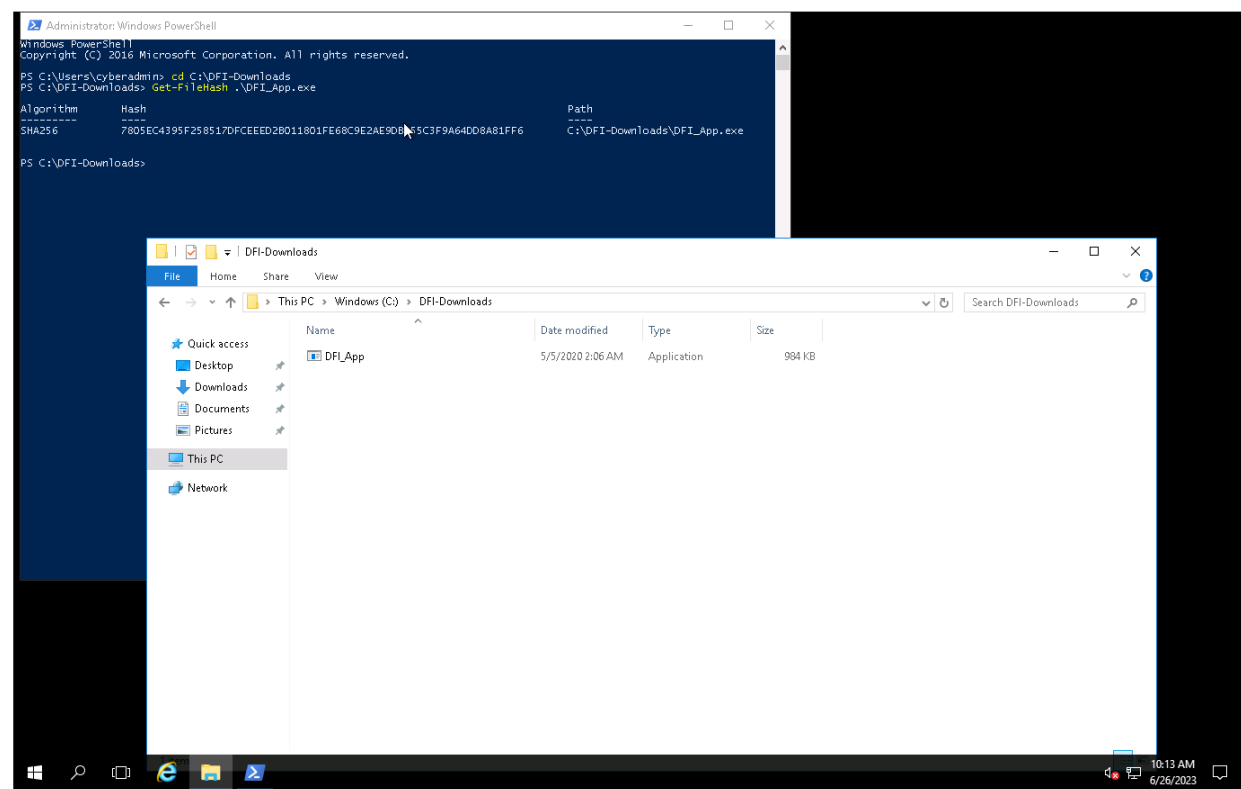 Administrator: Windows PowerShell
Windows PowerShell
Copyright (C) 2016 Microsoft Corporation. All rights reserved.
PS C:\Users\cyberadmin> cd C:\DFI-Downloads
PS C:\DFI-Downloads> Get-FileHash .\DFI_App.exe
Algorithm Hash Path
--------- ---- ----
SHA256 C:\DFI-Downloads\DFI_App.exe
PS C:\DFI-Downloads>
DFI-Downloads
File Home Share View
This PC > Windows (C:) > DFI-Downloads
Search DFI-Downloads
Name Date modified Type Size
Quick access
DFI_App 5/5/2020 2:06 AM Application 984 KB
Desktop
Downloads
Documents
Pictures
This PC
Network
10:13 AM
6/26/2023